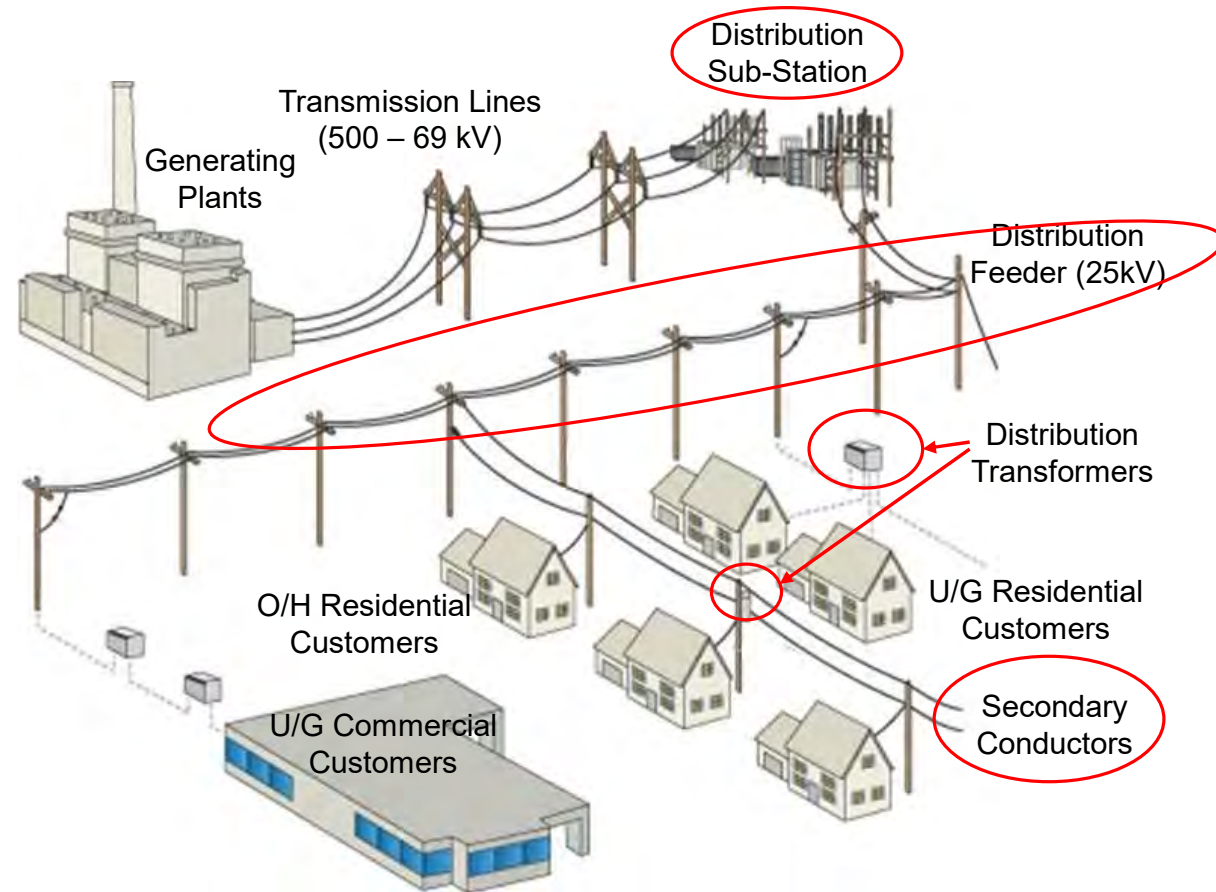 Distribution
Sub-Station
Transmission Lines
(500 – 69 kV)
Generating
Plants
Distribution
Feeder (25kV)
Distribution
Transformers
O/H Residential
Customers
U/G Residential
Customers
Secondary
Conductors
U/G Commercial
Customers